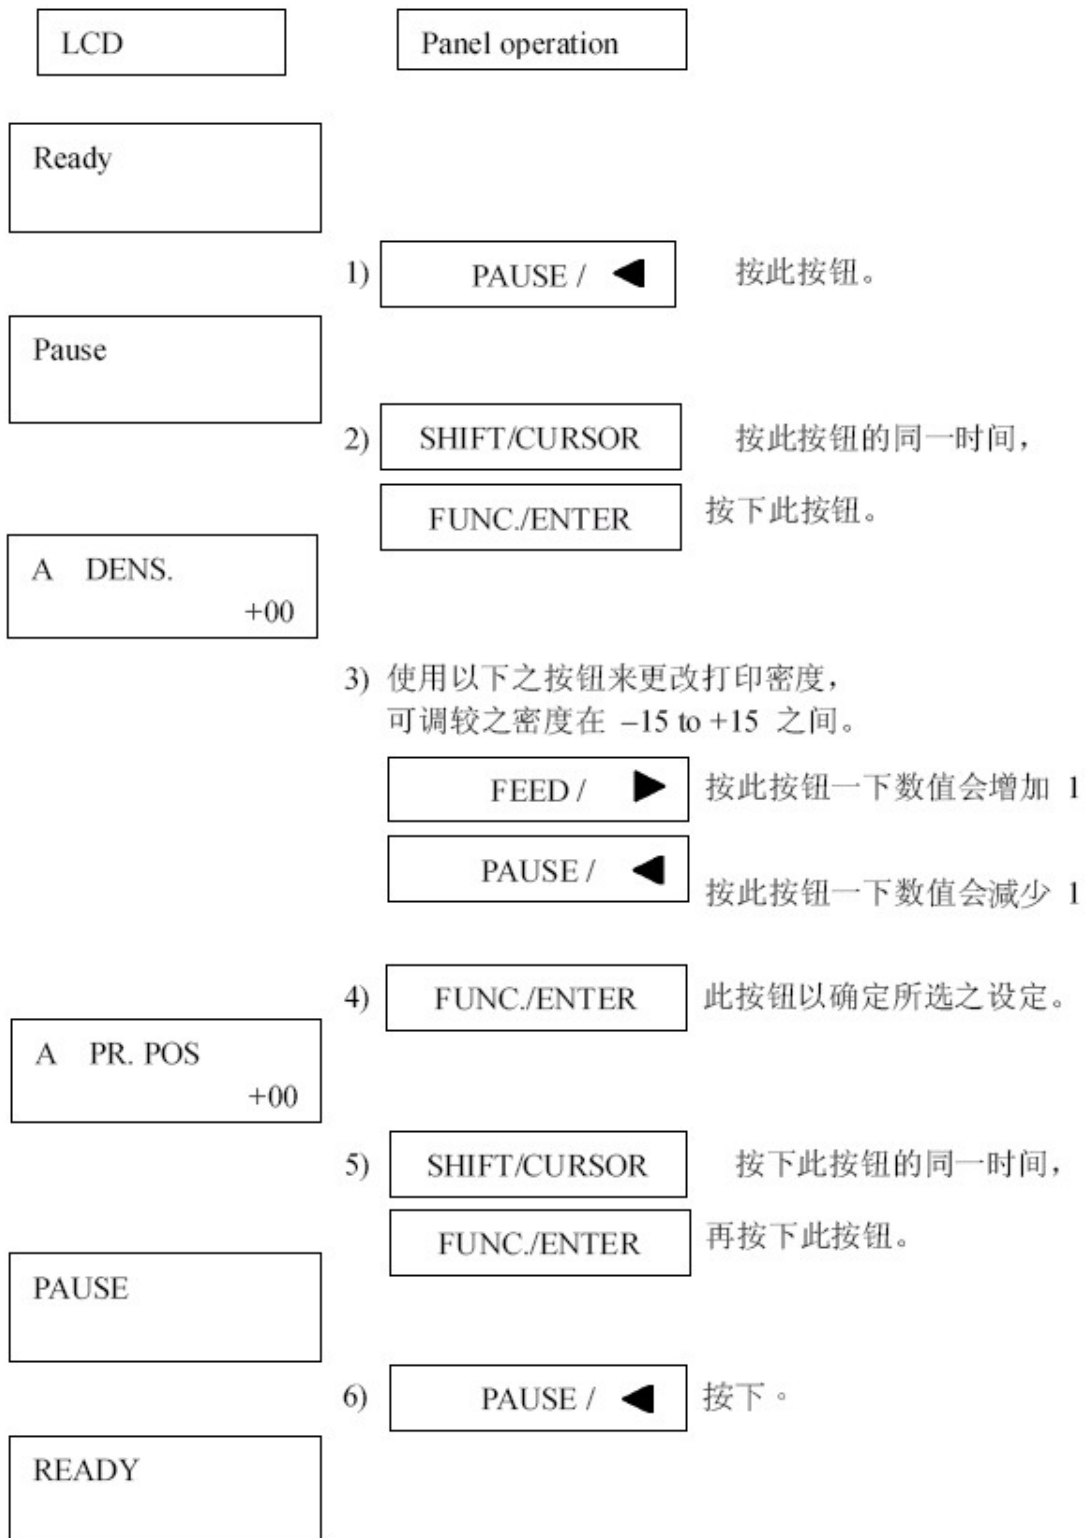 LCD Panel operation
Ready
1) PAUSE / ◀ 按此按钮。
Pause
2) SHIFT/CURSOR 按此按钮的同一时间，
FUNC./ENTER 按下此按钮。
A DENS.
+00
3) 使用以下之按钮来更改打印密度，
可调较之密度在 –15 to +15 之间。
FEED / ▶ 按此按钮一下数值会增加 1
PAUSE / ◀ 按此按钮一下数值会減少 1
4) FUNC./ENTER 此按钮以确定所选之设定。
A PR. POS
+00
5) SHIFT/CURSOR 按下此按钮的同一时间，
FUNC./ENTER 再按下此按钮。
PAUSE
6) PAUSE / ◀ 按下。
READY